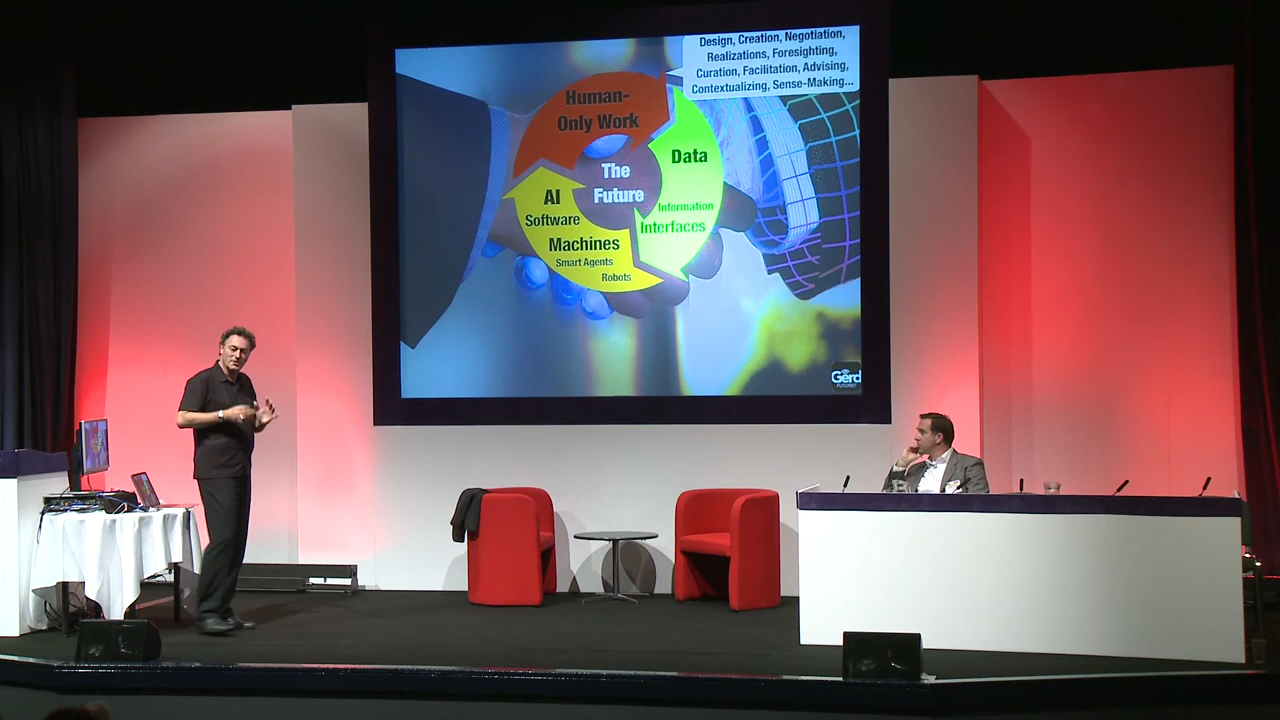 Design, Creation, Negotiation,
Realizations, Foresighting,
Curation, Facilitation, Advising,
Contextualizing, Sense-Making...
Human-
Only Work
Data
Information
Interfaces
The
Future
AI
Software
Machines
Smart Agents
Robots
Gerd
FUTURIST